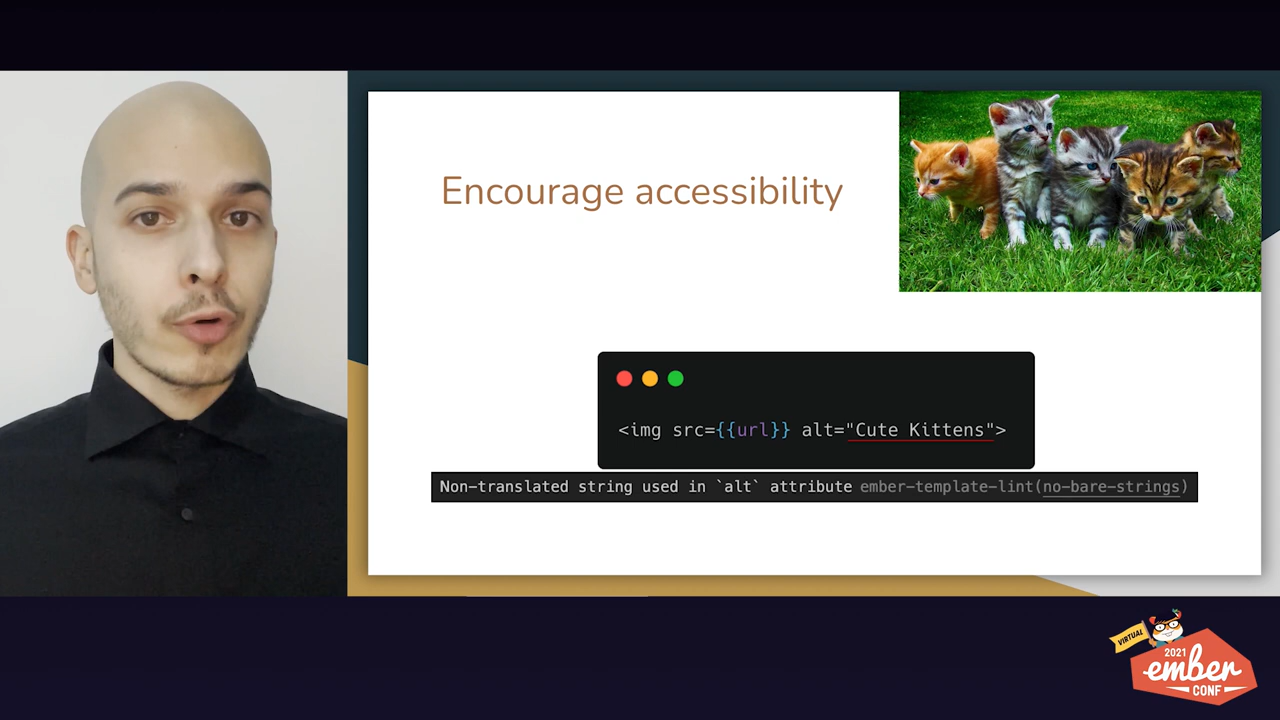 Encourage accessibility
<img src={{url}} alt="Cute Kittens">
Non-translated string used in `alt` attribute ember-template-lint(no-bare-strings)
VIRTUAL
2021
ember
CONF